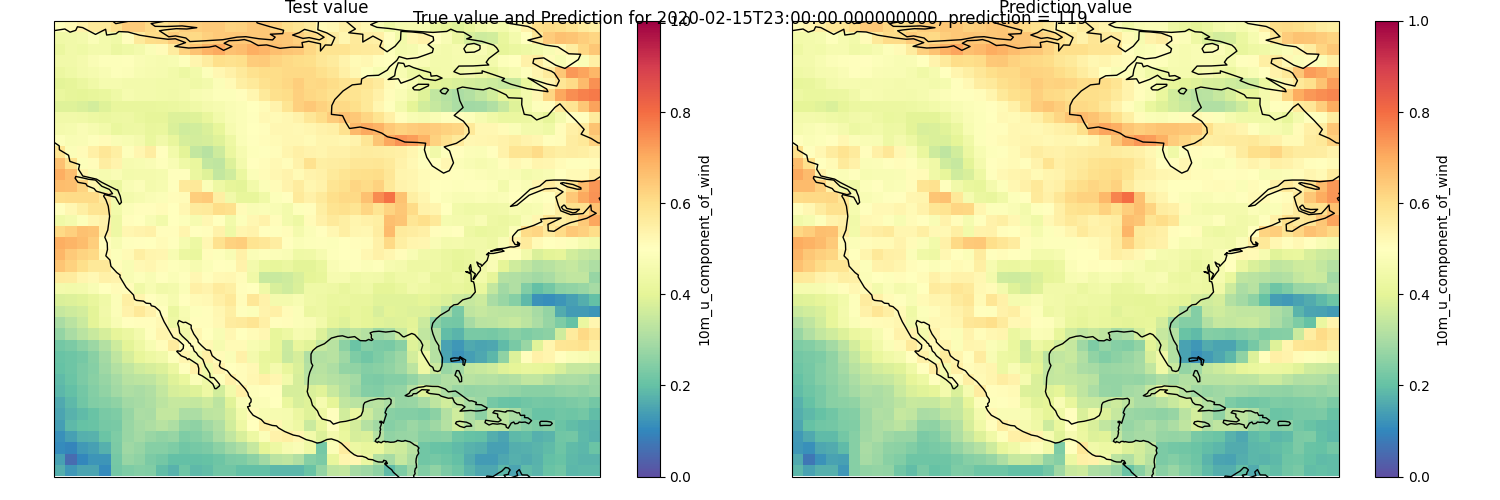 Test value
True value and Prediction for 2020-02-15T23:00:00.000000000, prediction = 119
Prediction value
1.0
0.8
0.6
0.4
0.2
0.0
10m_u_component_of_wind
1.0
0.8
0.6
0.4
0.2
0.0
10m_u_component_of_wind